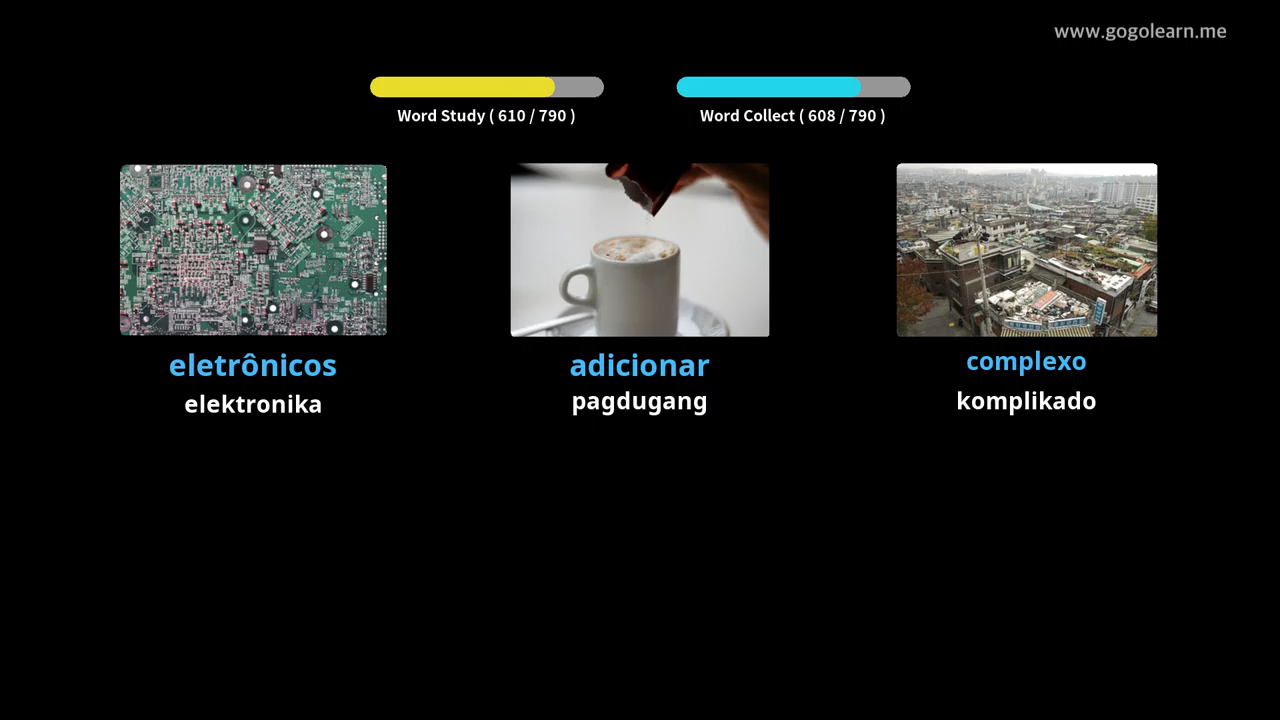 www.gogolearn.me
Word Study ( 610 / 790 )
Word Collect ( 608 / 790 )
eletrônicos
elektronika
adicionar
pagdugang
complexo
komplikado